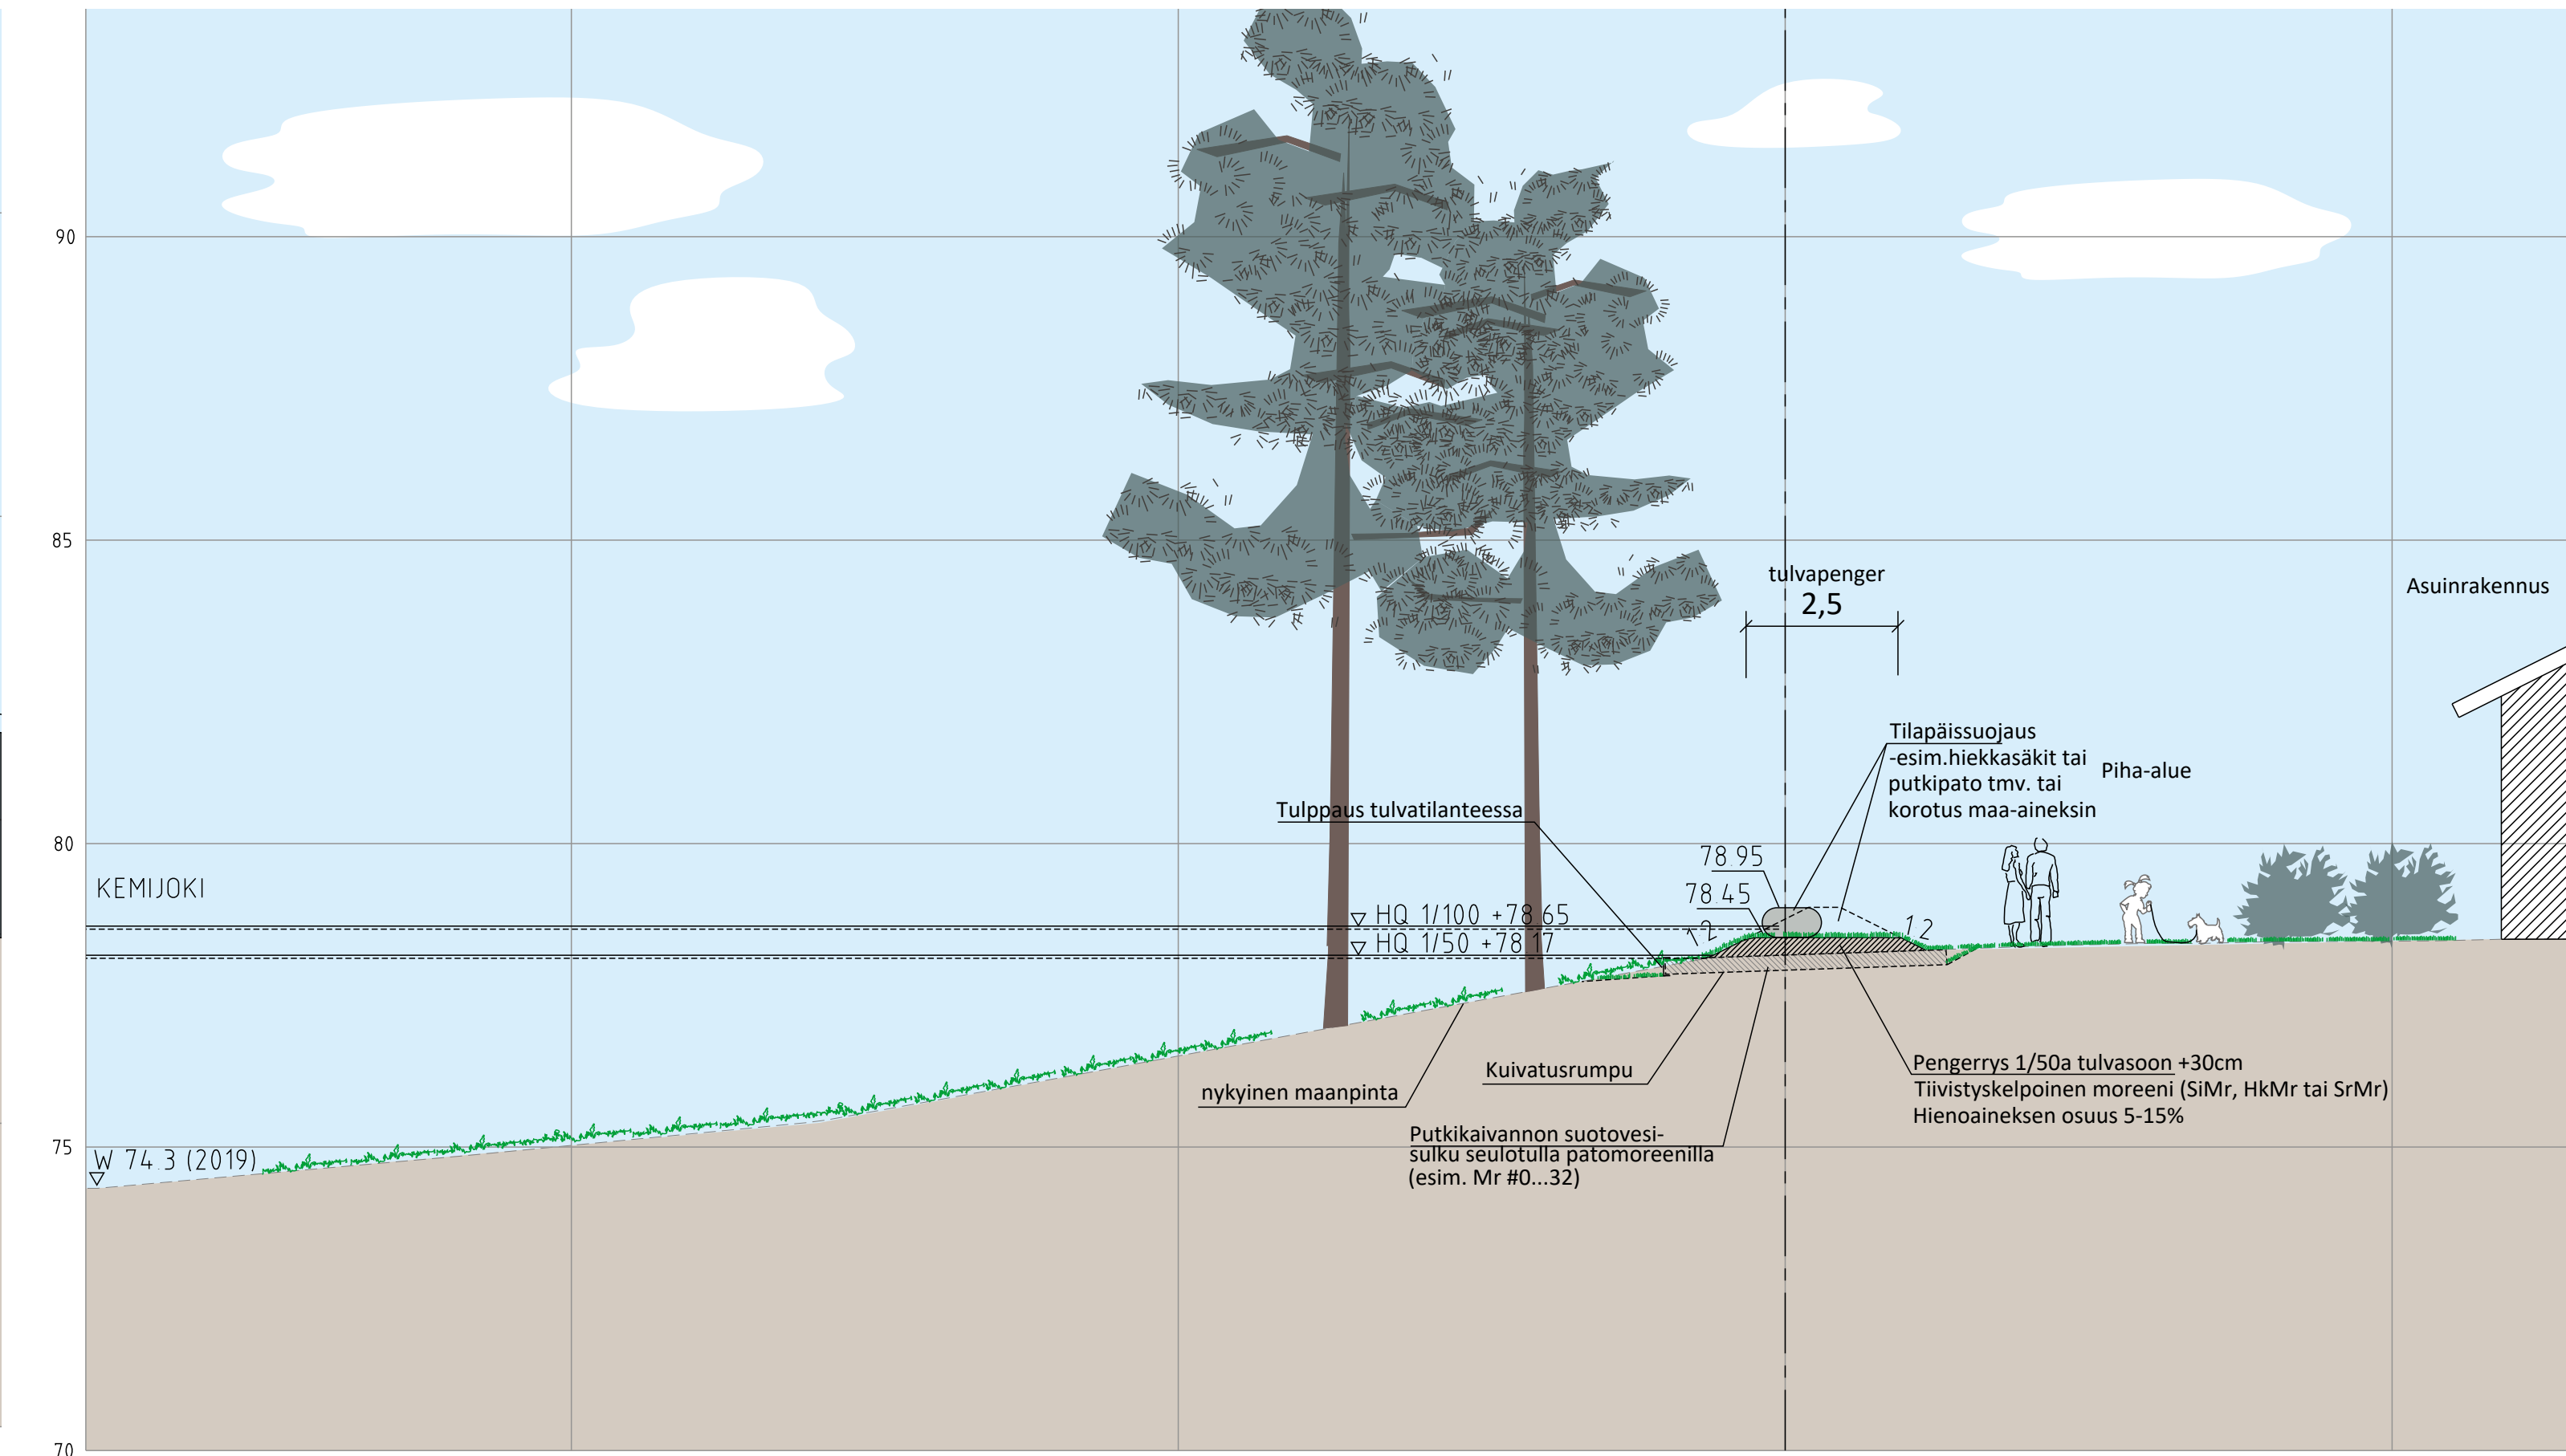 90
85
80
75
70
tulvapenger
2,5
Asuinrakennus
Tilapäissuojaus
-esim.hiekkasäkit tai
putkipato tmv. tai
korotus maa-aineksin
Piha-alue
Tulppaus tulvatilanteessa
78.95
78.45
KEMIJOKI
HQ 1/100 +78.65
HQ 1/50 +78.17
1 2
1 2
nykyinen maanpinta
Kuivatusrumpu
Putkikaivannon suotovesi-
sulku seulotulla patomoreenilla
(esim. Mr #0...32)
Pengerrys 1/50a tulvasoon +30cm
Tiivistyskelpoinen moreeni (SiMr, HkMr tai SrMr)
Hienoaineksen osuus 5-15%
W 74.3 (2019)